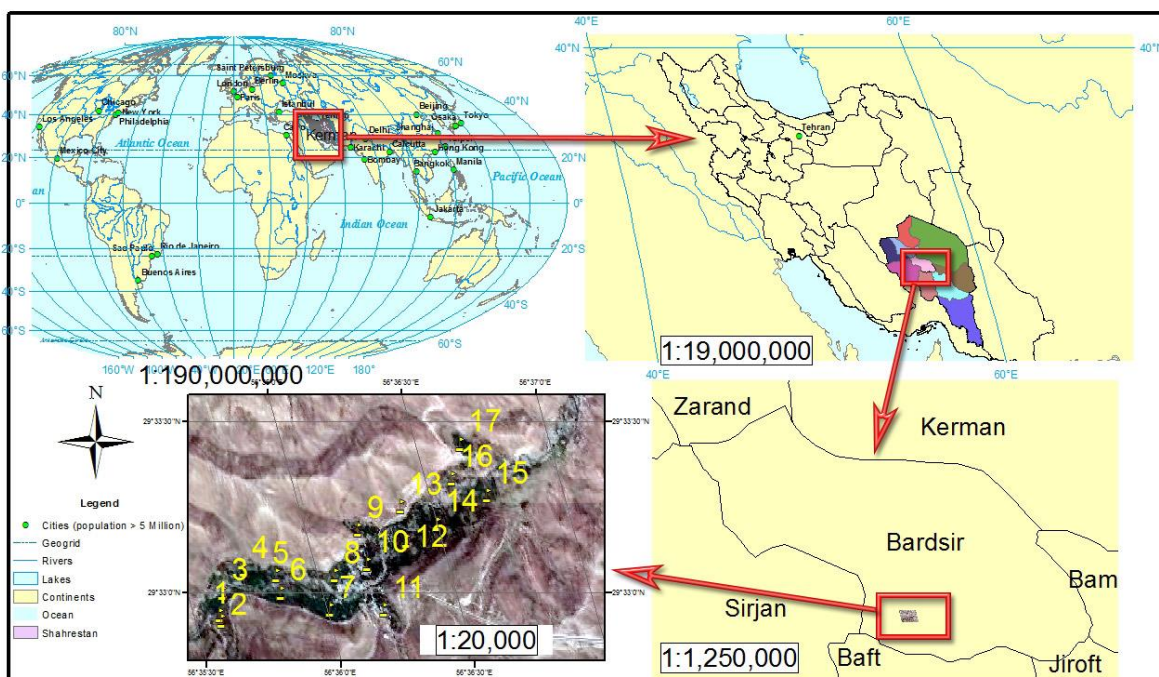 80°N
80°N
60°N
60°N
Saint Petersburg
Moskva
London
Berlin
Paris
Istanbul
Chicago
New York
Philadelphia
Los Angeles
40°N
40°N
Beijing
Tokyo
Osaka
Shanghai
Cairo
Kerman
Delhi
Karachi
Calcutta
Hong Kong
Atlantic Ocean
Mexico City
20°N
20°N
Bombay
Bangkok
Manila
Pacific Ocean
0°
0°
Jakarta
Indian Ocean
Sao Paulo
Rio de Janeiro
20°S
20°S
Buenos Aires
40°S
40°S
60°S
60°S
160°W
120°E
180°
1:190,000,000
40°E
60°E
40°N
40°N
Tehran
1:19,000,000
40°E
60°E
N
Legend
Cities (population > 5 Million)
Geogrid
Rivers
Lakes
Continents
Ocean
Shahrestan
56°36'30"E
56°37'0"E
29°33'30"N
29°33'30"N
29°33'0"N
29°33'0"N
17
16
15
13
14
9
12
10
4
5
8
3
6
7
11
1
2
1:20,000
56°35'30"E
56°36'0"E
56°36'30"E
Zarand
Kerman
Bardsir
Bam
Sirjan
Baft
Jiroft
1:1,250,000